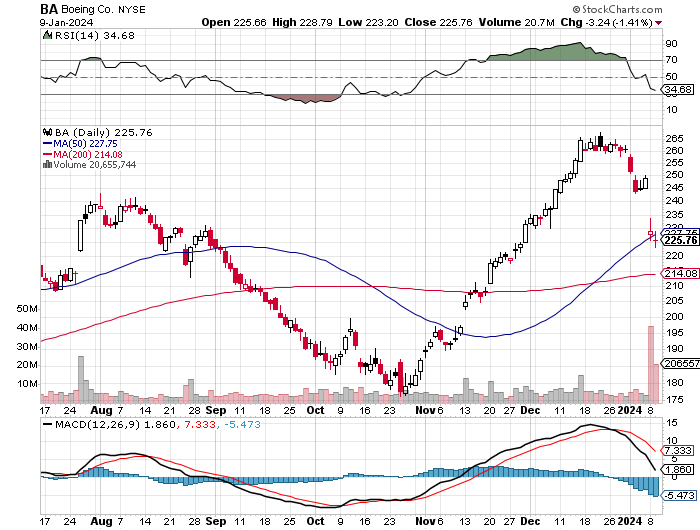 BA Boeing Co. NYSE © StockCharts.com
9-Jan-2024 Open 225.66 High 228.79 Low 223.20 Close 225.76 Volume 20.7M Chg -3.24 (-1.41%)
RSI(14) 34.68
90
70
50
34.68
30
BA (Daily) 225.76
MA(50) 227.75
MA(200) 214.08
Volume 20,655,744
265
260
255
250
245
240
235
230
225.76
220
214.08
210
205
200
195
190
185
180
175
50M
40M
30M
20M
10M
206557
17 24 Aug 7 14 21 28 Sep 11 18 25 Oct 9 16 23 Nov 6 13 20 27 Dec 11 18 26 2024 8
MACD(12,26,9) 1.860, 7.333, -5.473
15
10
7.333
5
1.860
-5.473
17 24 Aug 7 14 21 28 Sep 11 18 25 Oct 9 16 23 Nov 6 13 20 27 Dec 11 18 26 2024 8